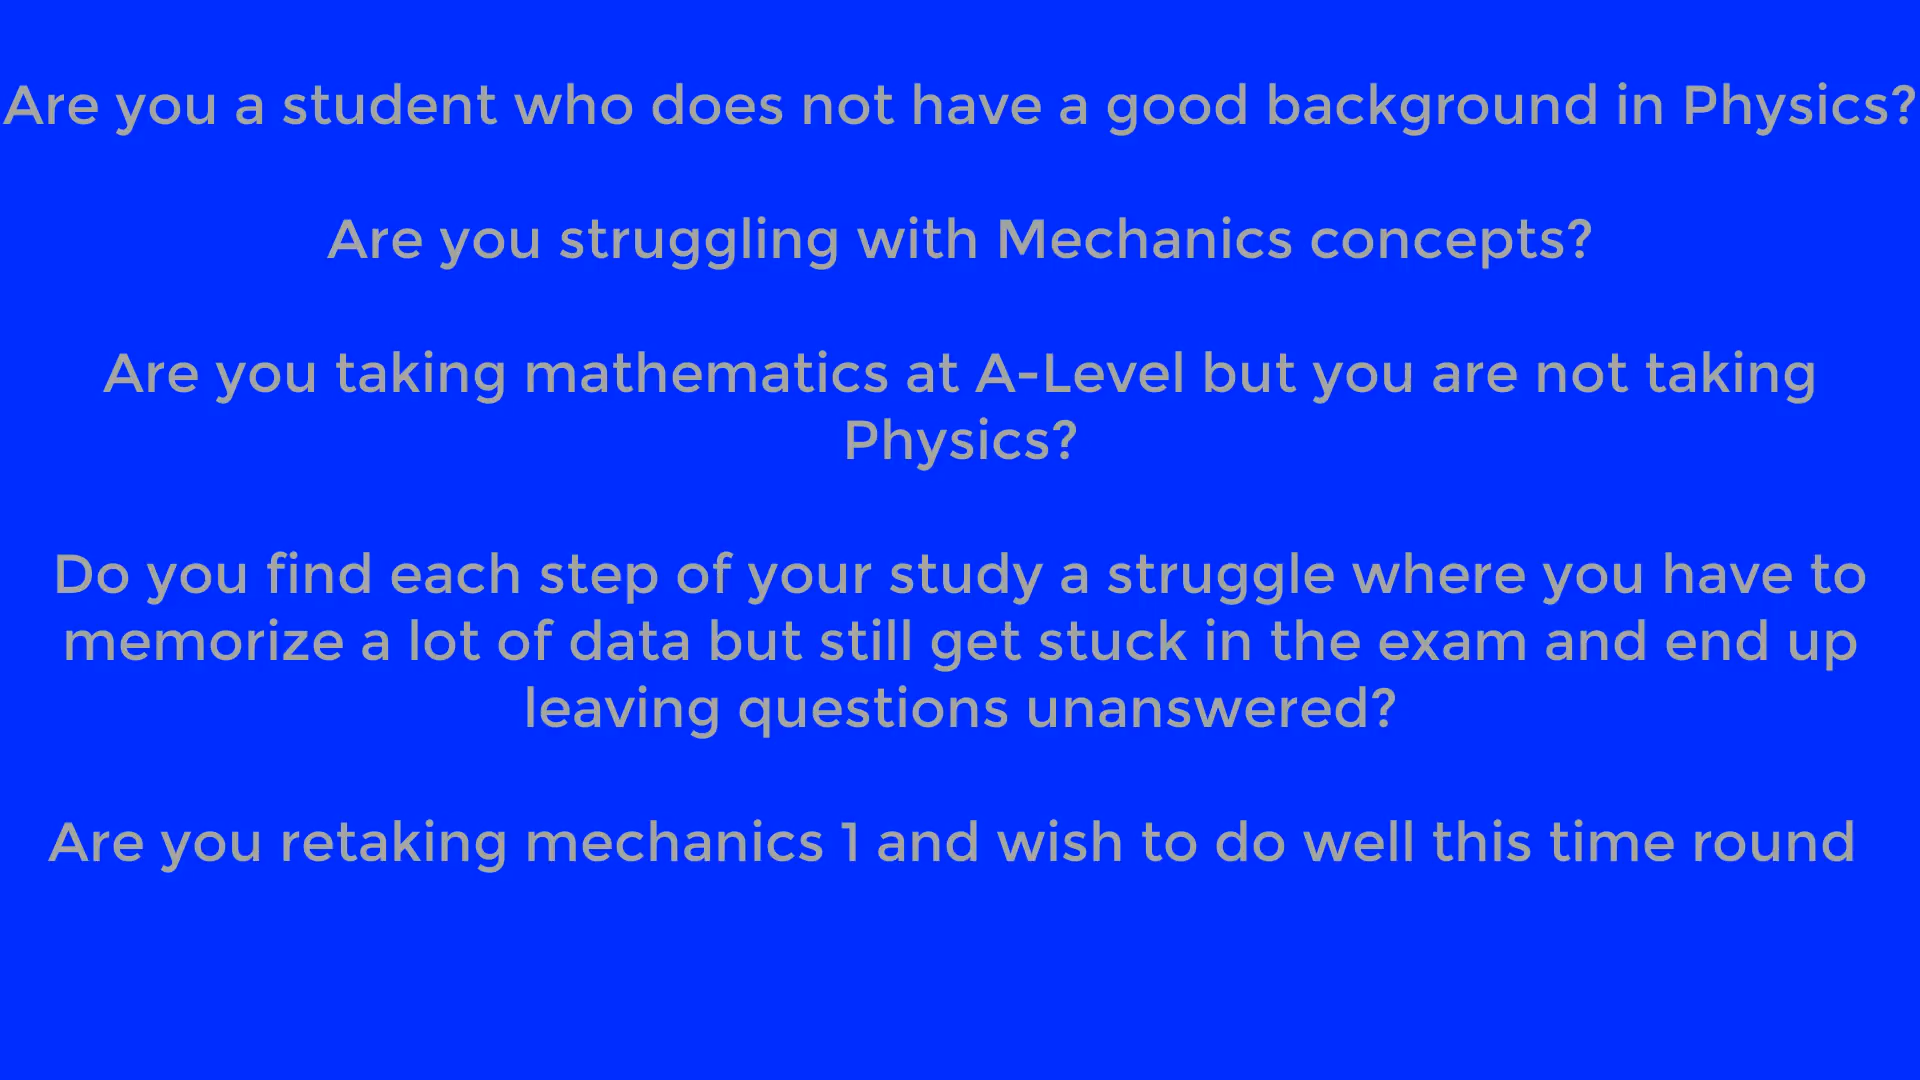 Are you a student who does not have a good background in Physics?
Are you struggling with Mechanics concepts?
Are you taking mathematics at A-Level but you are not taking
Physics?
Do you find each step of your study a struggle where you have to
memorize a lot of data but still get stuck in the exam and end up
leaving questions unanswered?
Are you retaking mechanics 1 and wish to do well this time round